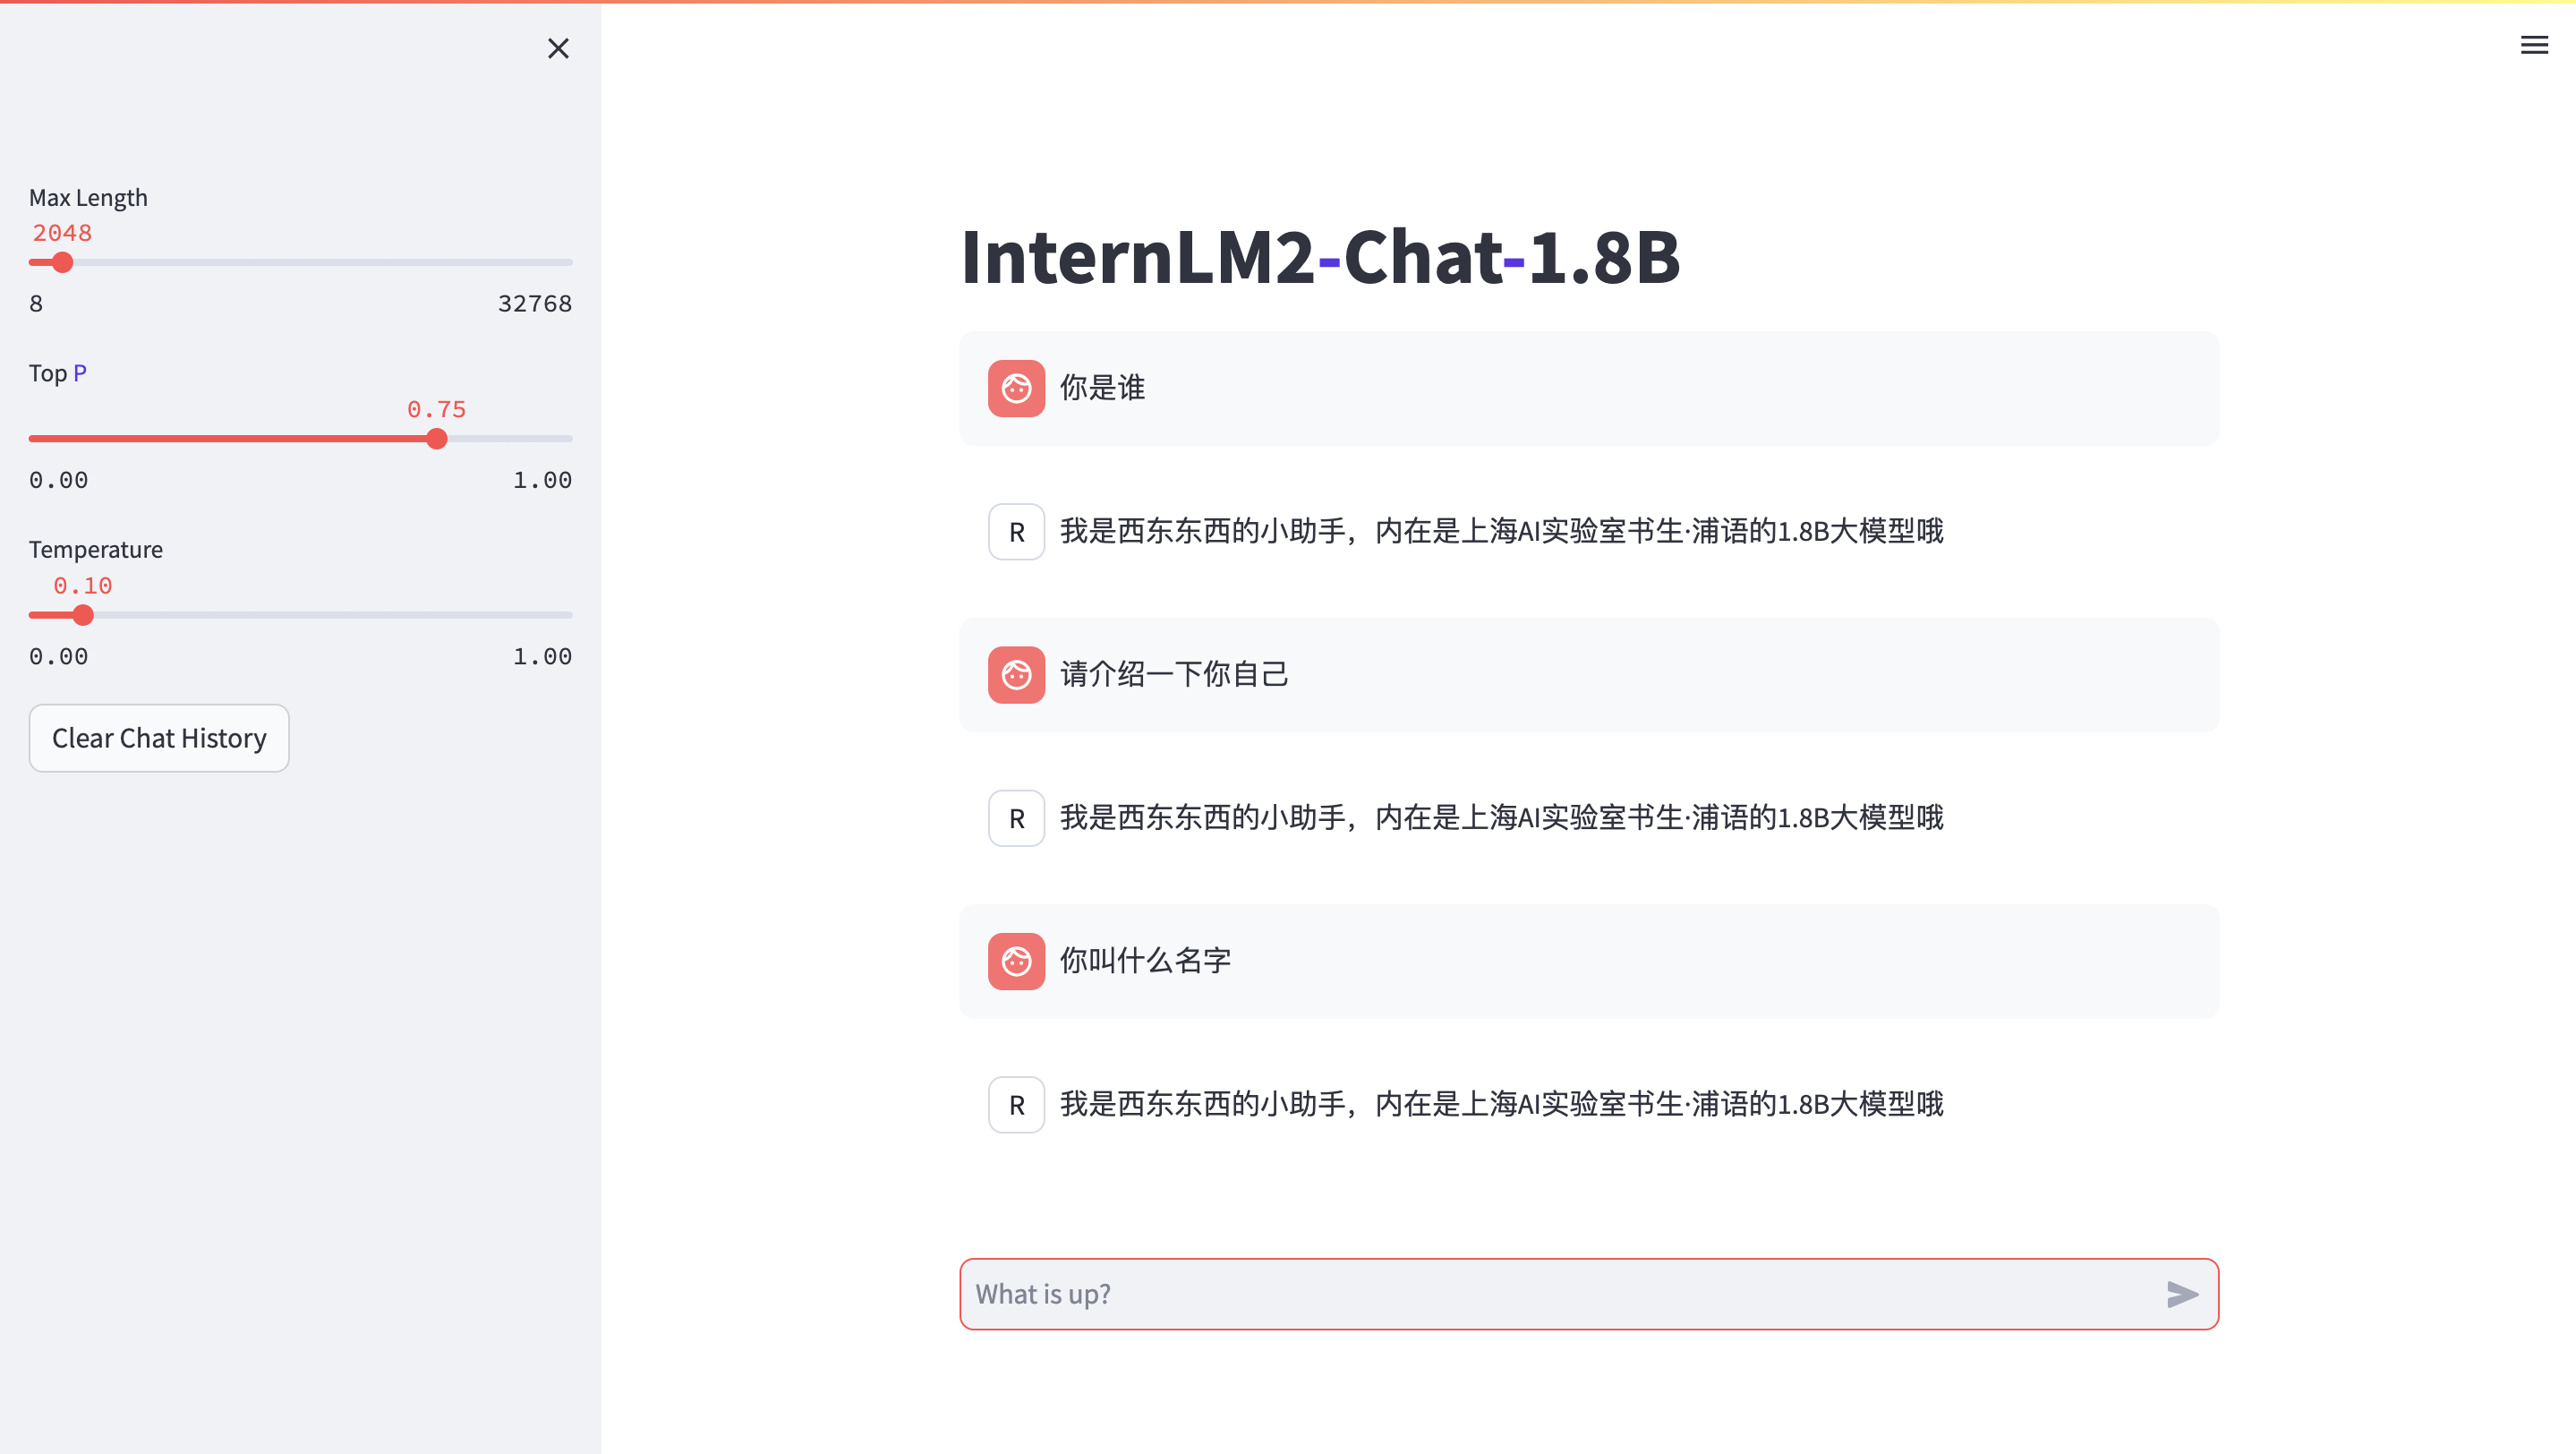 Max Length
2048
8 32768
Top P
0.75
0.00 1.00
Temperature
0.10
0.00 1.00
Clear Chat History
InternLM2-Chat-1.8B
你是谁
R 我是西东东西的小助手，内在是上海AI实验室书生·浦语的1.8B大模型哦
请介绍一下你自己
R 我是西东东西的小助手，内在是上海AI实验室书生·浦语的1.8B大模型哦
你叫什么名字
R 我是西东东西的小助手，内在是上海AI实验室书生·浦语的1.8B大模型哦
What is up?